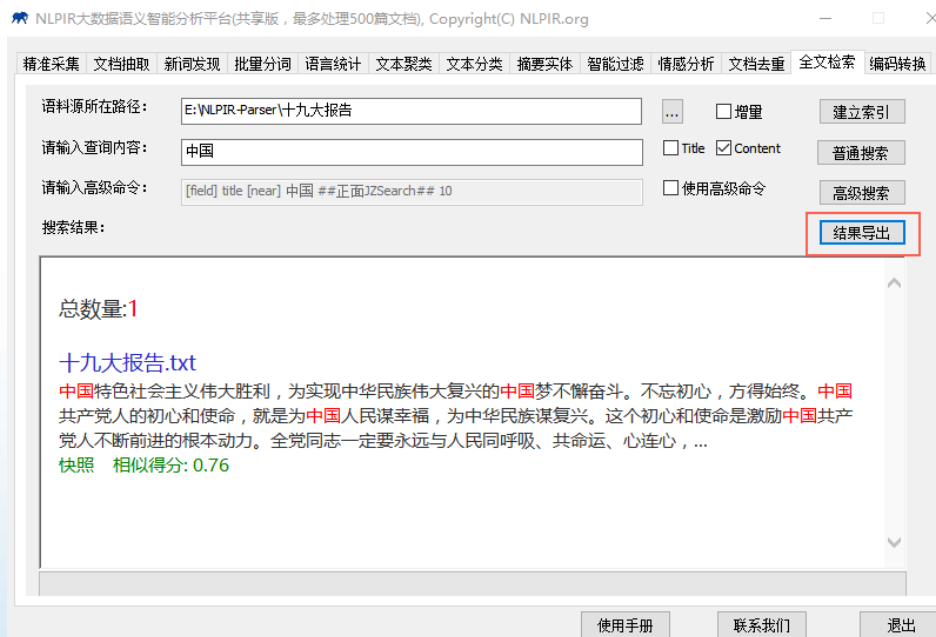 NLPIR大数据语义智能分析平台(共享版，最多处理500篇文档), Copyright(C) NLPIR.org
精准采集 文档抽取 新词发现 批量分词 语言统计 文本聚类 文本分类 摘要实体 智能过滤 情感分析 文档去重 全文检索 编码转换
语料源所在路径： E:\NLPIR-Parser\十九大报告 ... 增量 建立索引
请输入查询内容： 中国 Title Content 普通搜索
请输入高级命令： [field] title [near] 中国 ##正面JZSearch## 10 使用高级命令 高级搜索
搜索结果： 结果导出
总数量:1
十九大报告.txt
中国特色社会主义伟大胜利，为实现中华民族伟大复兴的中国梦不懈奋斗。不忘初心，方得始终。中国
共产党人的初心和使命，就是为中国人民谋幸福，为中华民族谋复兴。这个初心和使命是激励中国共产
党人不断前进的根本动力。全党同志一定要永远与人民同呼吸、共命运、心连心，...
快照 相似得分: 0.76
使用手册 联系我们 退出